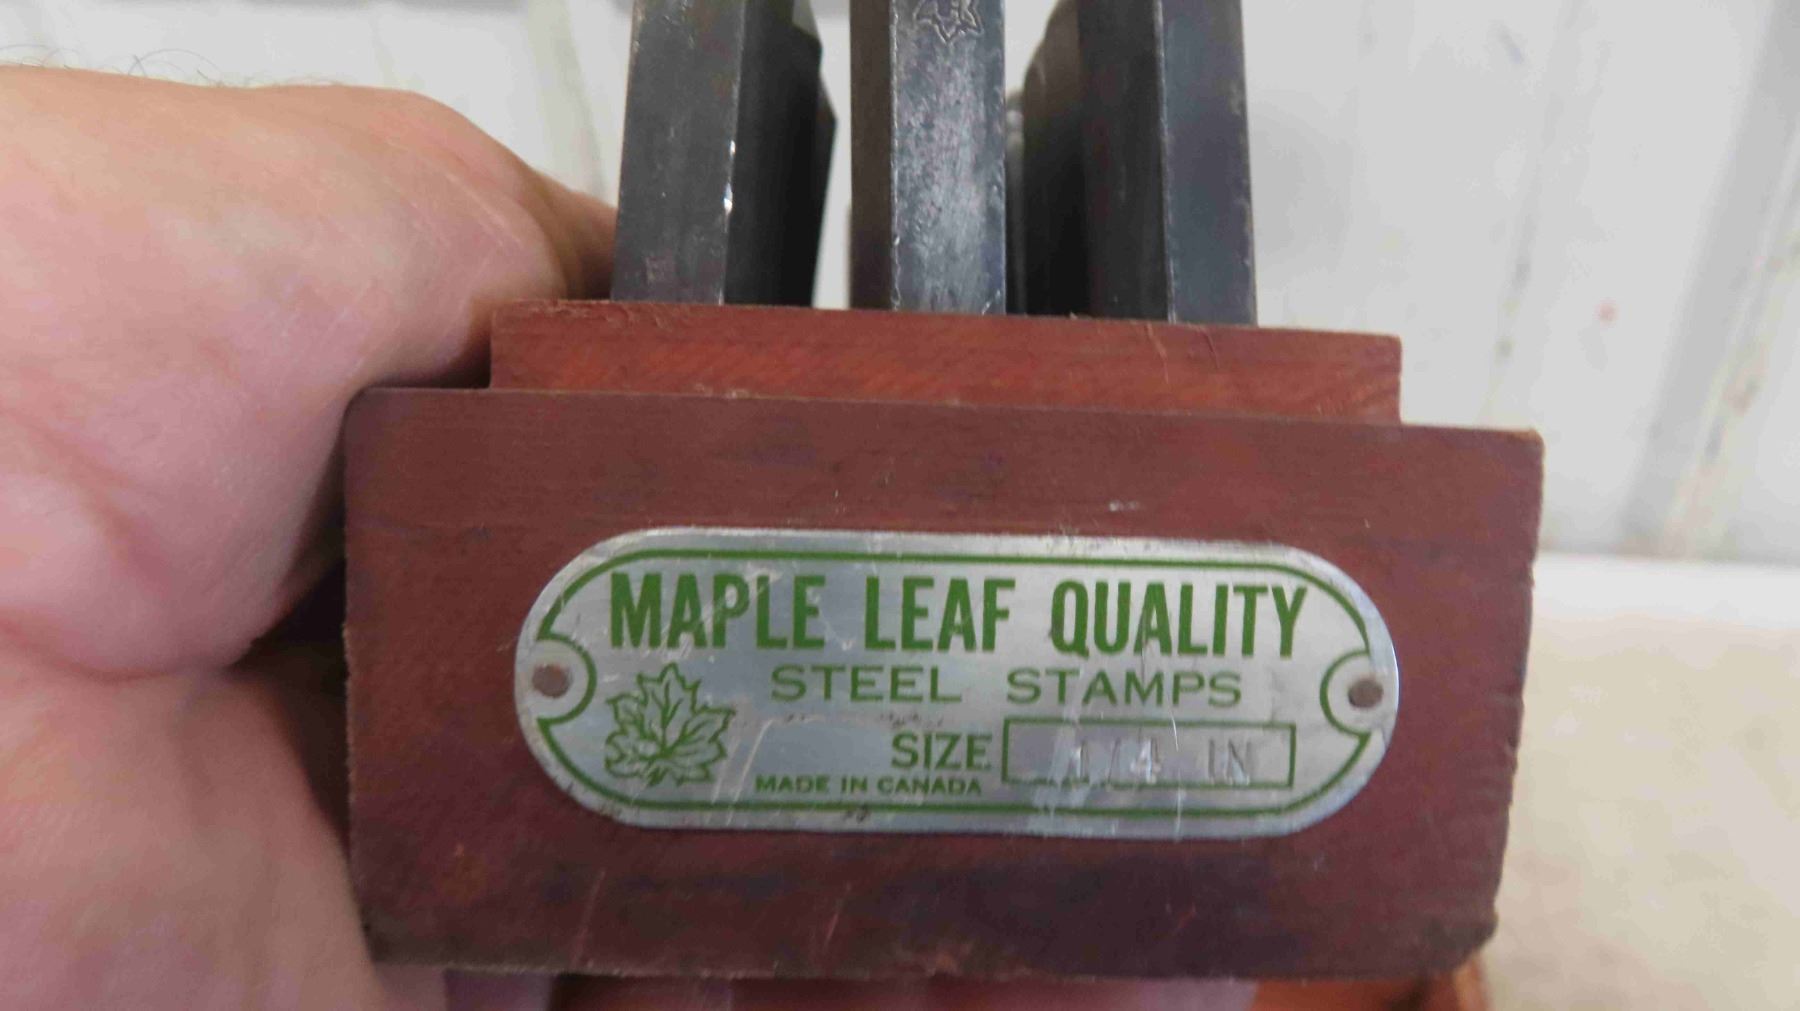 MAPLE LEAF QUALITY
STEEL STAMPS
SIZE 1/4 IN
MADE IN CANADA